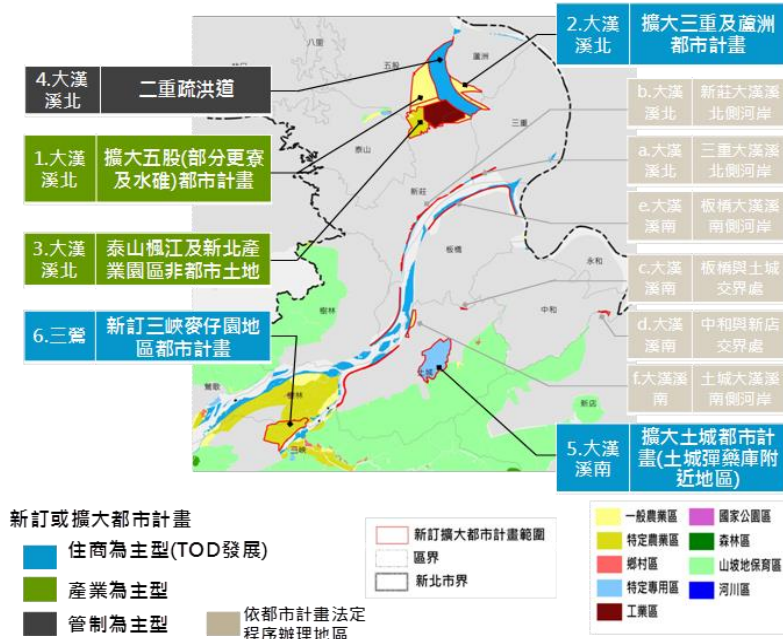 4.大漢
溪北
二重疏洪道
1.大漢
溪北
擴大五股(部分更寮
及水碓)都市計畫
3.大漢
溪北
泰山楓江及新北產
業園區非都市土地
6.三鶯
新訂三峽麥仔園地
區都市計畫
2.大漢
溪北
擴大三重及蘆洲
都市計畫
b.大漢
溪北
新莊大漢溪
北側河岸
a.大漢
溪北
三重大漢溪
北側河岸
e.大漢
溪南
板橋大漢溪
南側河岸
c.大漢
溪南
板橋與土城
交界處
d.大漢
溪南
中和與新店
交界處
f.大漢溪
南
土城大漢溪
南側河岸
5.大漢
溪南
擴大土城都市計
畫(土城彈藥庫附
近地區)
八里
五股
蘆洲
三重
泰山
新莊
板橋
永和
中和
樹林
土城
新店
鶯歌
樹林
三峽
新訂或擴大都市計畫
住商為主型(TOD發展)
產業為主型
管制為主型
依都市計畫法定
程序辦理地區
新訂擴大都市計畫範圍
區界
新北市界
一般農業區
國家公園區
特定農業區
森林區
鄉村區
山坡地保育區
特定專用區
河川區
工業區